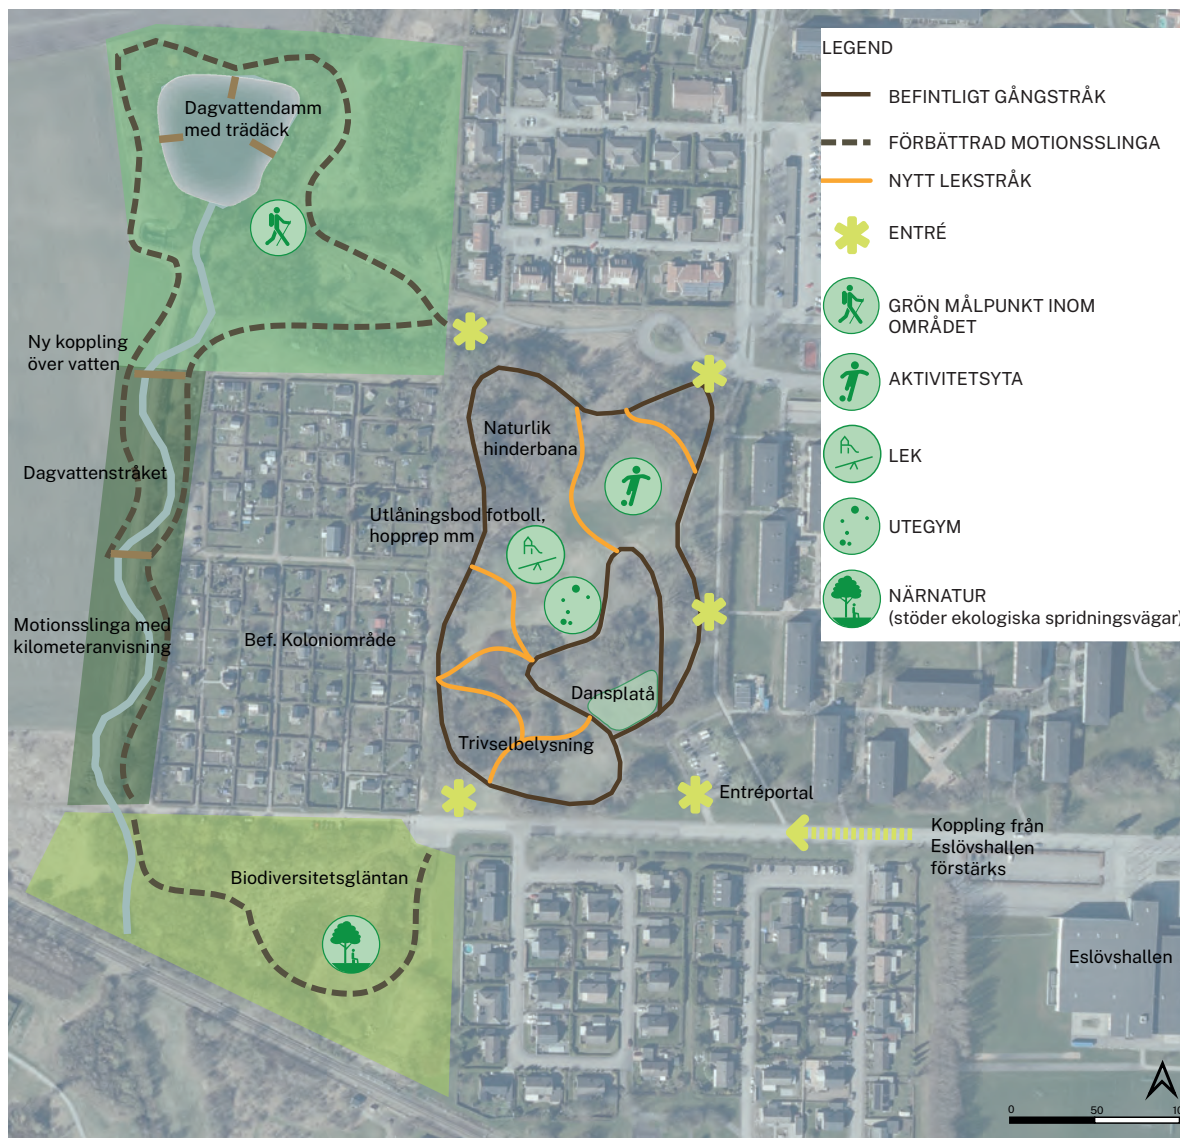 LEGEND
BEFINTLIGT GÅNGSTRÅK
FÖRBÄTTRAD MOTIONSSLINGA
NYTT LEKSTRÅK
ENTRÉ
GRÖN MÅLPUNKT INOM
OMRÅDET
AKTIVITETSYTA
LEK
UTEGYM
NÄRNATUR
(stöder ekologiska spridningsvägar)
Dagvattendamm
med trädäck
Ny koppling
över vatten
Naturlik
hinderbana
Dagvattenstråket
Utlåningsbod fotboll,
hopprep mm
Motionsslinga med
kilometeranvisning
Bef. Koloniområde
Dansplatå
Trivselbelysning
Entréportal
Koppling från
Eslövshallen
förstärks
Biodiversitetsgläntan
Eslövshallen
0 50 10